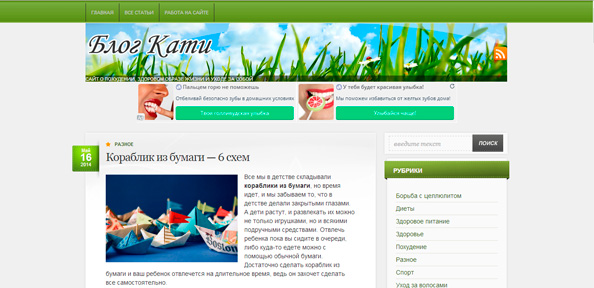 ГЛАВНАЯ
ВСЕ СТАТЬИ
РАБОТА НА САЙТЕ
Блог Кати
САЙТ О ПОХУДЕНИИ, ЗДОРОВОМ ОБРАЗЕ ЖИЗНИ И УХОДЕ ЗА СОБОЙ
Пальцем горю не поможешь
Отбеливай безопасно зубы в домашних условиях
Твоя голливудская улыбка
У тебя будет красивая улыбка!
Мы поможем избавиться от желтых зубов дома!
Улыбайся чаще!
Май
16
2014
РАЗНОЕ
Кораблик из бумаги — 6 схем
Все мы в детстве складывали
кораблики из бумаги, но время
идет, и мы забываем то, что в
детстве делали закрытыми глазами.
А дети растут, и развлекать их можно
не только игрушками, но и всякими
подручными средствами. Отвлечь
ребенка пока вы сидите в очереди,
либо куда-то едете можно с
помощью обычной бумаги.
Достаточно сделать кораблик из
бумаги и ваш ребенок отвлечется на длительное время, ведь он захочет сделать
все самостоятельно.
введите текст
ПОИСК
РУБРИКИ
Борьба с целлюлитом
Диеты
Здоровое питание
Здоровье
Похудение
Разное
Спорт
Уход за волосами